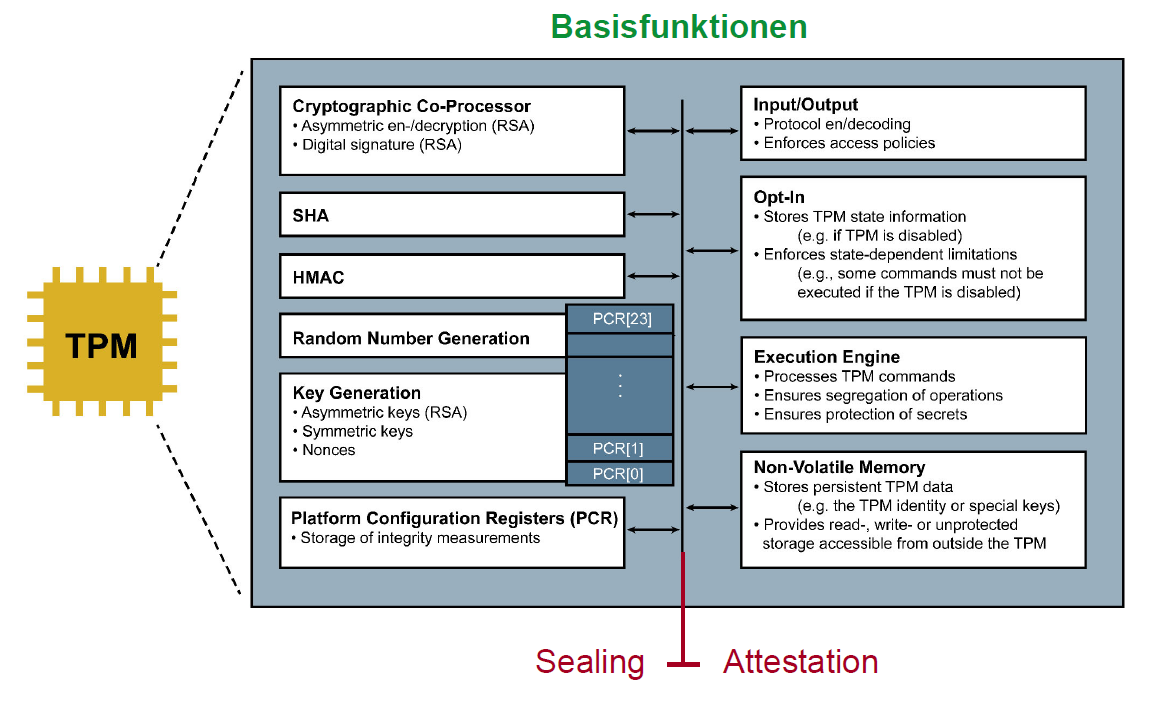 Basisfunktionen
TPM
Cryptographic Co-Processor
• Asymmetric en-/decryption (RSA)
• Digital signature (RSA)
SHA
HMAC
Random Number Generation
Key Generation
• Asymmetric keys (RSA)
• Symmetric keys
• Nonces
PCR[23]
⋮
PCR[1]
PCR[0]
Platform Configuration Registers (PCR)
• Storage of integrity measurements
Input/Output
• Protocol en/decoding
• Enforces access policies
Opt-In
• Stores TPM state information
(e.g. if TPM is disabled)
• Enforces state-dependent limitations
(e.g., some commands must not be
executed if the TPM is disabled)
Execution Engine
• Processes TPM commands
• Ensures segregation of operations
• Ensures protection of secrets
Non-Volatile Memory
• Stores persistent TPM data
(e.g. the TPM identity or special keys)
• Provides read-, write- or unprotected
storage accessible from outside the TPM
Sealing
Attestation